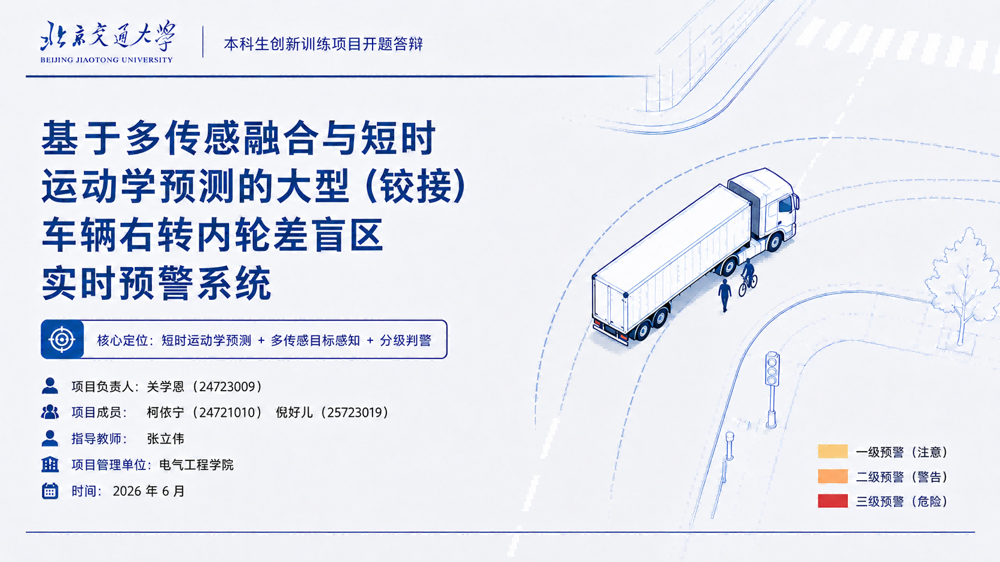 北京交通大学
BEIJING JIAOTONG UNIVERSITY
本科生创新训练项目开题答辩
基于多传感融合与短时
运动学预测的大型（铰接）
车辆右转内轮差盲区
实时预警系统
核心定位：短时运动学预测 + 多传感目标感知 + 分级判警
项目负责人：关学恩（24723009）
项目成员：柯依宁（24721010） 倪好儿（25723019）
指导教师：张立伟
项目管理单位：电气工程学院
时间：2026 年 6 月
一级预警（注意）
二级预警（警告）
三级预警（危险）